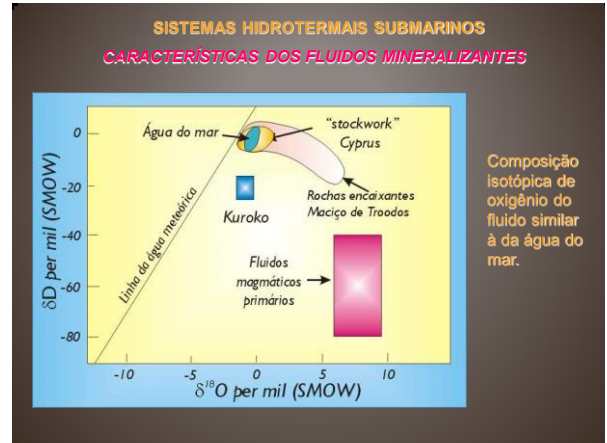 SISTEMAS HIDROTERMAIS SUBMARINOS
CARACTERÍSTICAS DOS FLUIDOS MINERALIZANTES
Água do mar
"stockwork"
Cyprus
Rochas encaixantes
Maciço de Troodos
Kuroko
Fluidos
magmáticos
primários
Linha da água meteórica
δD per mil (SMOW)
0
-20
-40
-60
-80
-10
-5
0
5
10
δ¹⁸O per mil (SMOW)
Composição
isotópica de
oxigênio do
fluido similar
à da água do
mar.